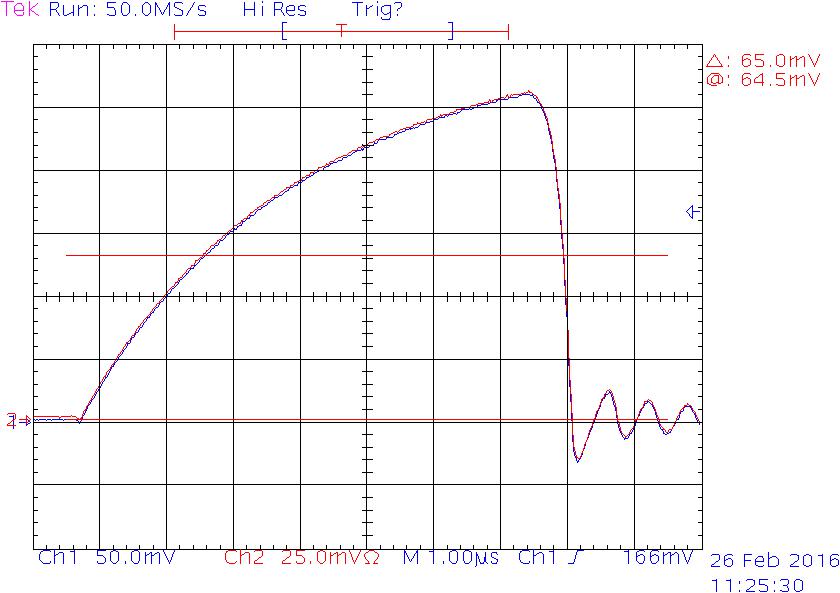 Tek Run: 50.0MS/s Hi Res Trig?
T
Δ: 65.0mV
@: 64.5mV
Ch1 50.0mV Ch2 25.0mVΩ M 1.00µs Ch1 ʃ 166mV
26 Feb 2016
11:25:30